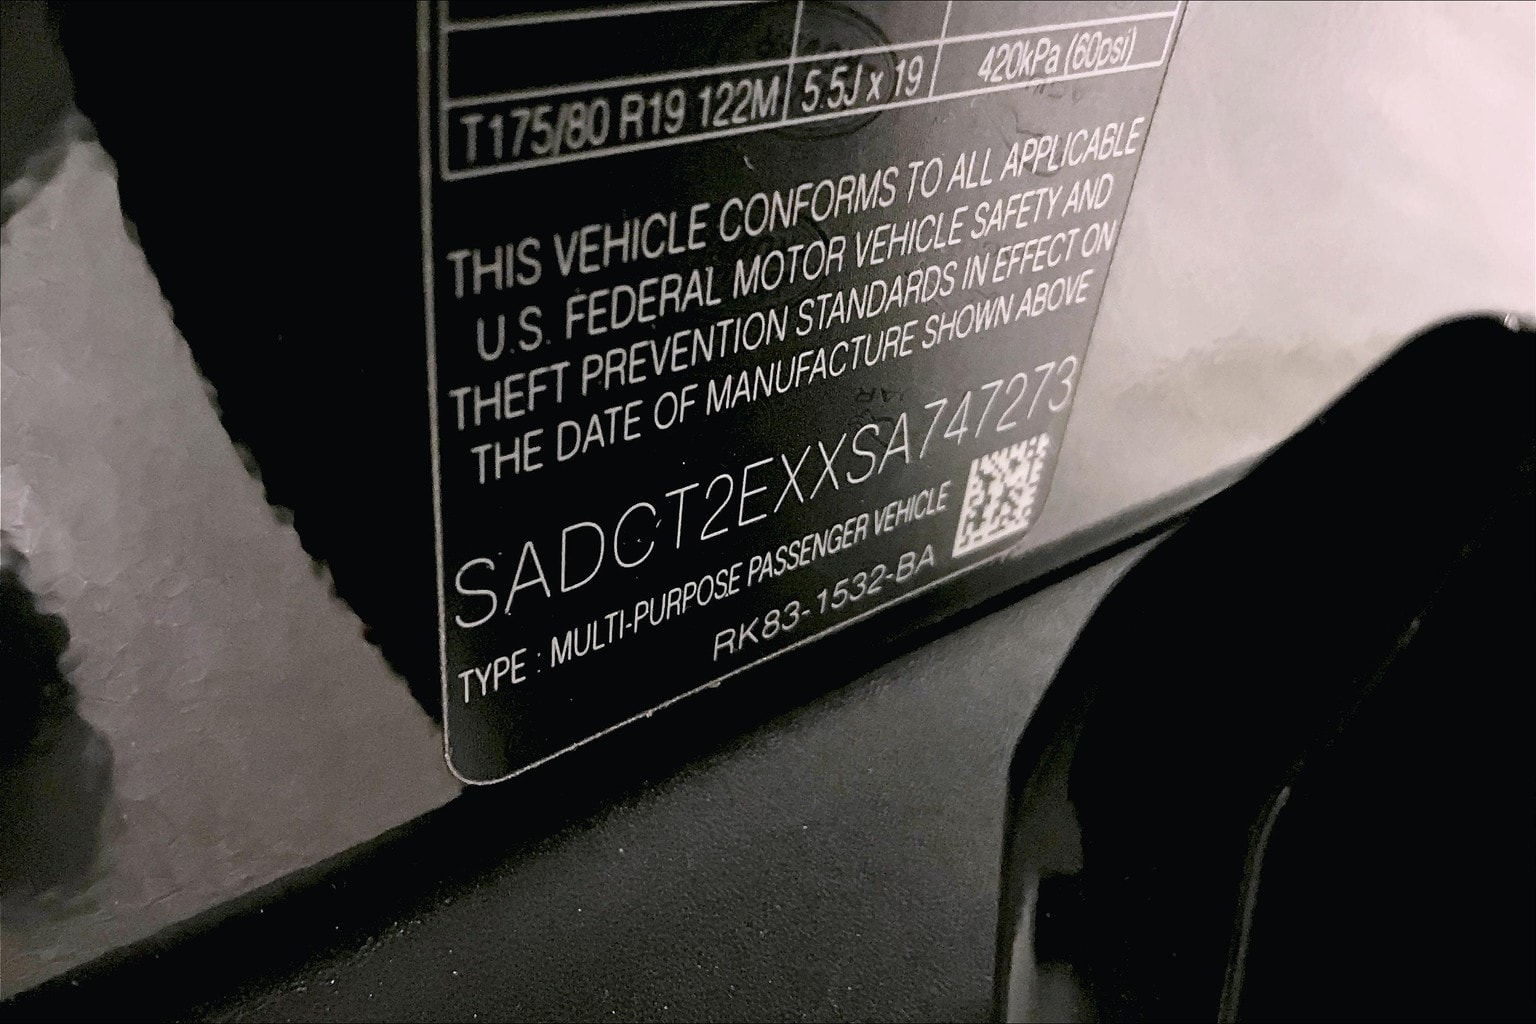 T175/80 R19 122M 5.5J x 19 420kPa (60psi)
THIS VEHICLE CONFORMS TO ALL APPLICABLE
U.S. FEDERAL MOTOR VEHICLE SAFETY AND
THEFT PREVENTION STANDARDS IN EFFECT ON
THE DATE OF MANUFACTURE SHOWN ABOVE
SADCT2EXXSA747273
TYPE : MULTI-PURPOSE PASSENGER VEHICLE
RK83-1532-BA